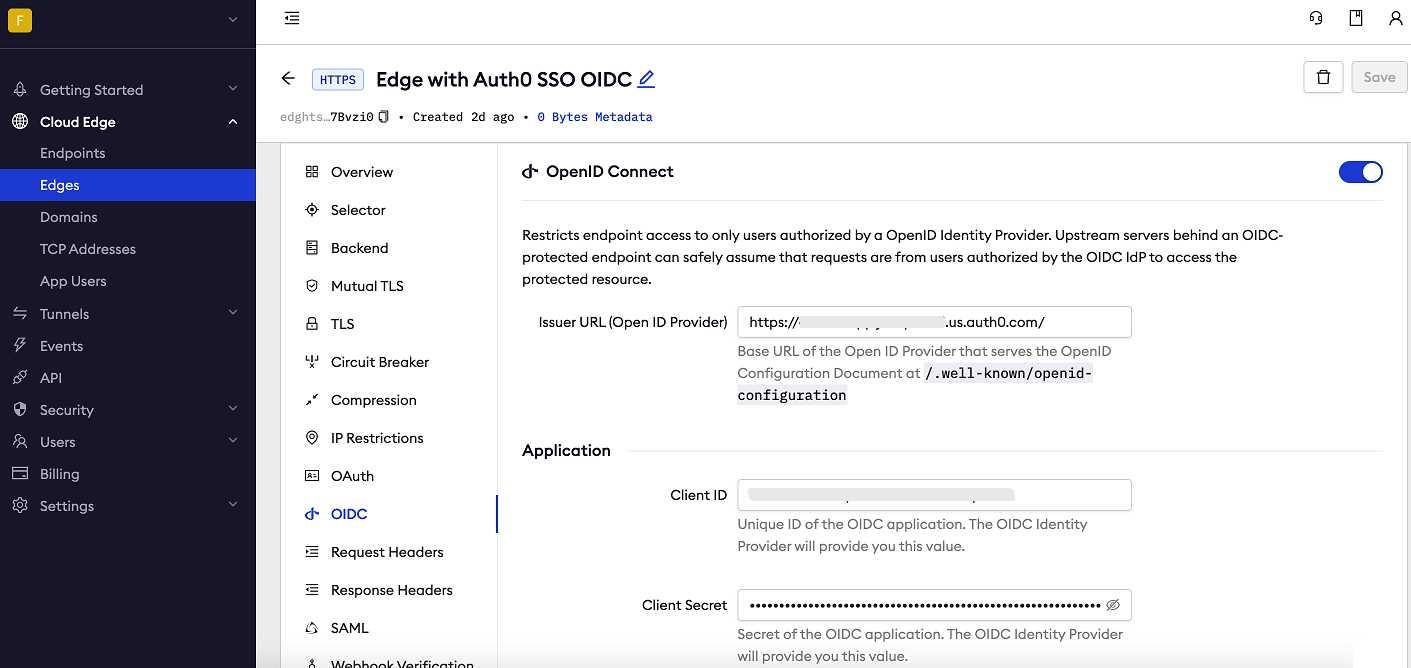 F
Getting Started
Cloud Edge
Endpoints
Edges
Domains
TCP Addresses
App Users
Tunnels
Events
API
Security
Users
Billing
Settings
HTTPS Edge with Auth0 SSO OIDC
Save
edghts…7Bvzi0 • Created 2d ago • 0 Bytes Metadata
Overview
Selector
Backend
Mutual TLS
TLS
Circuit Breaker
Compression
IP Restrictions
OAuth
OIDC
Request Headers
Response Headers
SAML
Webhook Verification
OpenID Connect
Restricts endpoint access to only users authorized by a OpenID Identity Provider. Upstream servers behind an OIDC-
protected endpoint can safely assume that requests are from users authorized by the OIDC IdP to access the
protected resource.
Issuer URL (Open ID Provider)
https:// .us.auth0.com/
Base URL of the Open ID Provider that serves the OpenID
Configuration Document at /.well-known/openid-
configuration
Application
Client ID
Unique ID of the OIDC application. The OIDC Identity
Provider will provide you this value.
Client Secret
Secret of the OIDC application. The OIDC Identity Provider
will provide you this value.